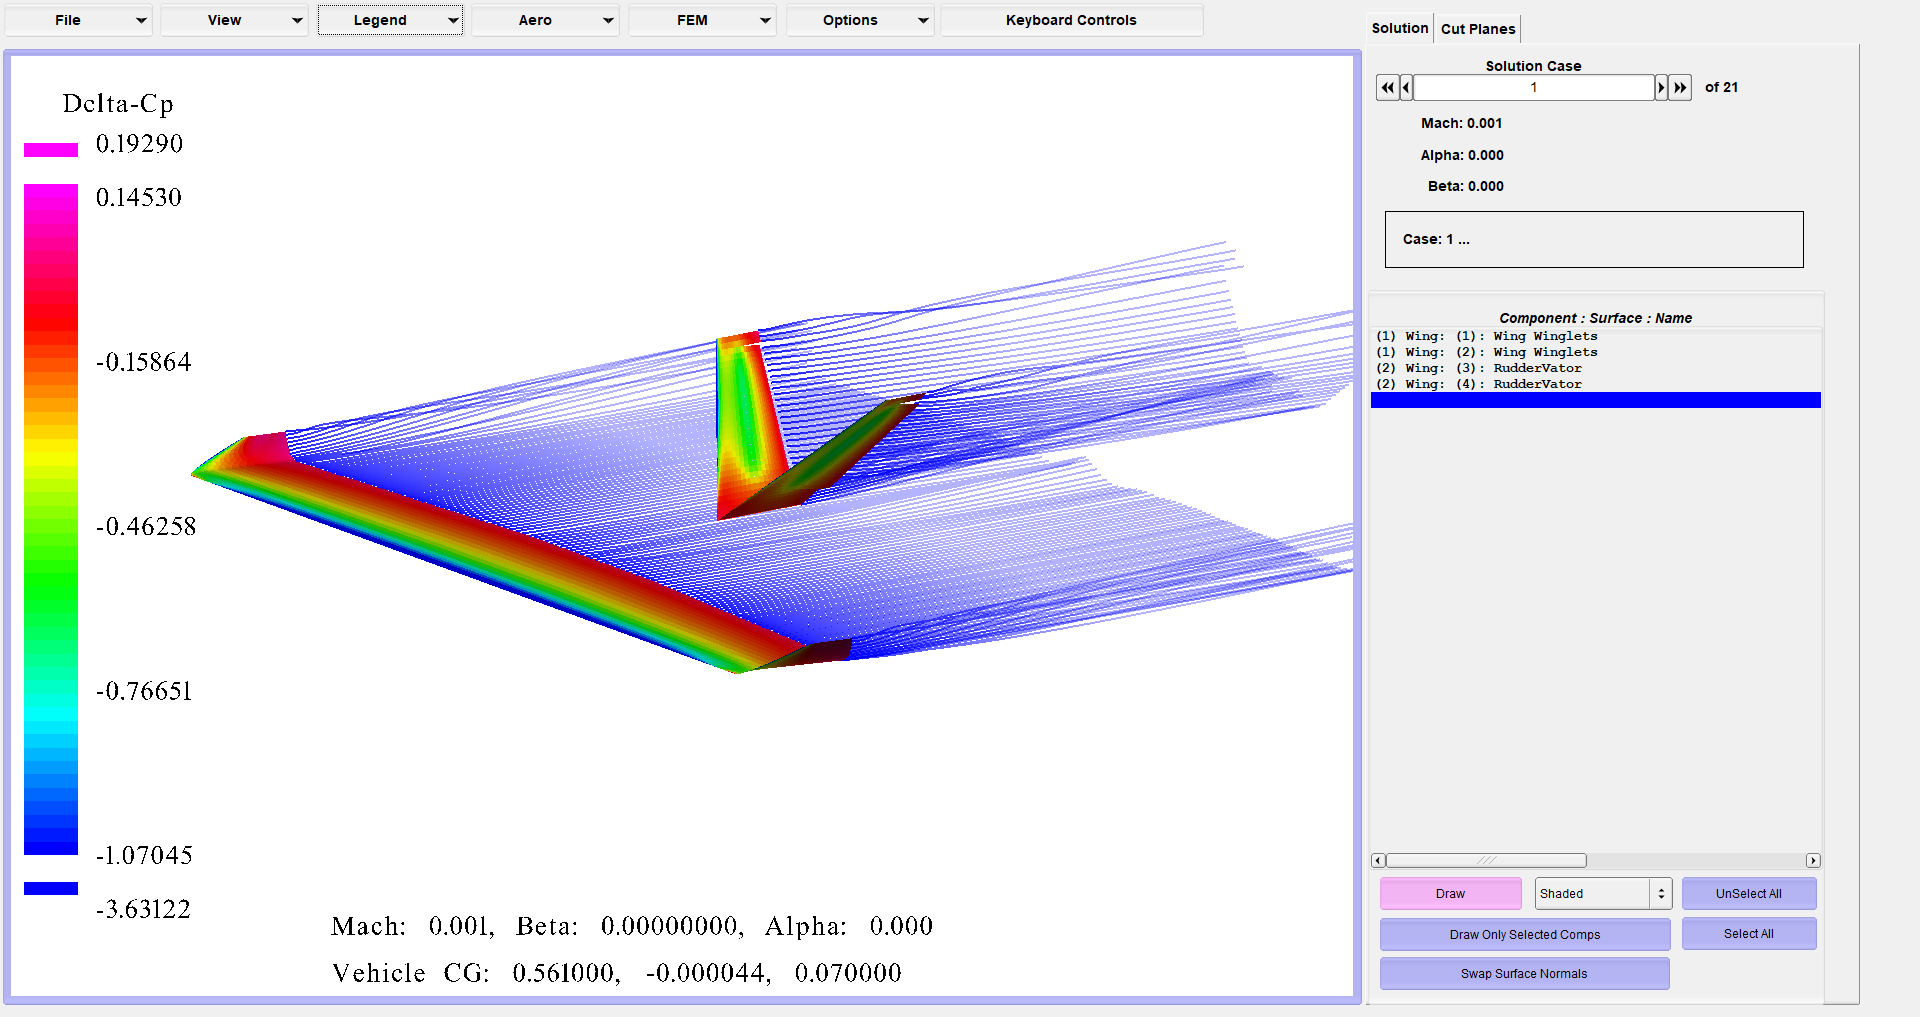 File View Legend Aero FEM Options Keyboard Controls
Solution Cut Planes
Solution Case
1 of 21
Mach: 0.001
Alpha: 0.000
Beta: 0.000
Case: 1 ...
Component : Surface : Name
(1) Wing: (1): Wing Winglets
(1) Wing: (2): Wing Winglets
(2) Wing: (3): RudderVator
(2) Wing: (4): RudderVator
Draw Shaded UnSelect All
Draw Only Selected Comps Select All
Swap Surface Normals
Delta-Cp
0.19290
0.14530
-0.15864
-0.46258
-0.76651
-1.07045
-3.63122
Mach: 0.001, Beta: 0.00000000, Alpha: 0.000
Vehicle CG: 0.561000, -0.000044, 0.070000